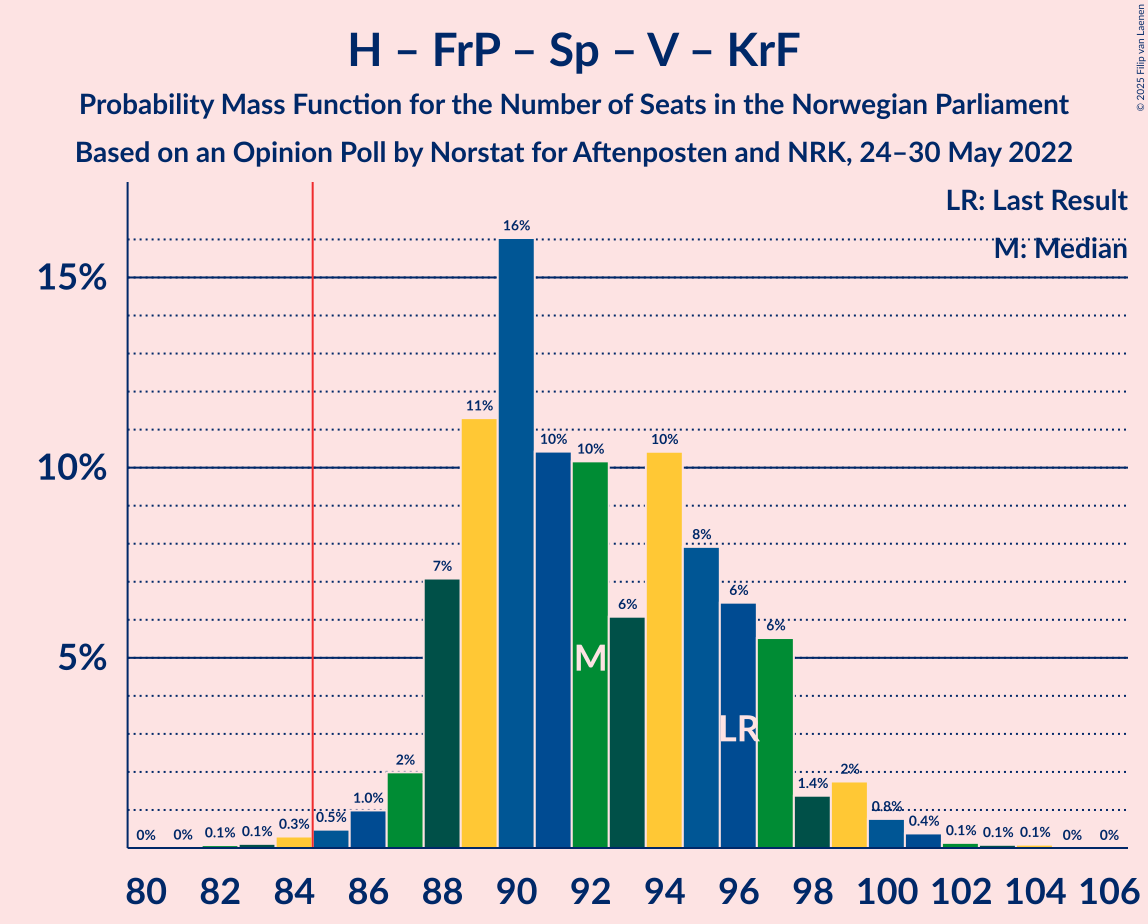 H – FrP – Sp – V – KrF
Probability Mass Function for the Number of Seats in the Norwegian Parliament
Based on an Opinion Poll by Norstat for Aftenposten and NRK, 24–30 May 2022
© 2025 Filip van Laenen
LR: Last Result
M: Median
15%
10%
5%
0% 0% 0.1% 0.1% 0.3% 0.5% 1.0% 2% 7% 11% 16% 10% 10% 6% 10% 8% 6% 6% 1.4% 2% 0.8% 0.4% 0.1% 0.1% 0.1% 0% 0%
M
LR
80 82 84 86 88 90 92 94 96 98 100 102 104 106